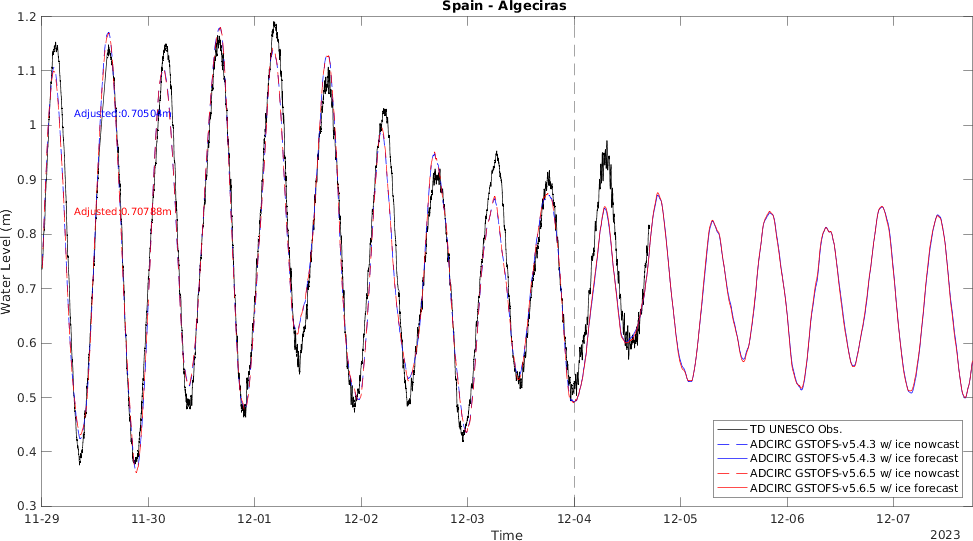 Spain - Algeciras
1.2
1.1
1
0.9
0.8
0.7
0.6
0.5
0.4
0.3
Water Level (m)
Adjusted:0.70788m
TD UNESCO Obs.
ADCIRC GSTOFS-v5.4.3 w/ ice nowcast
ADCIRC GSTOFS-v5.4.3 w/ ice forecast
ADCIRC GSTOFS-v5.6.5 w/ ice nowcast
ADCIRC GSTOFS-v5.6.5 w/ ice forecast
11-29 11-30 12-01 12-02 12-03 12-04 12-05 12-06 12-07
Time
2023